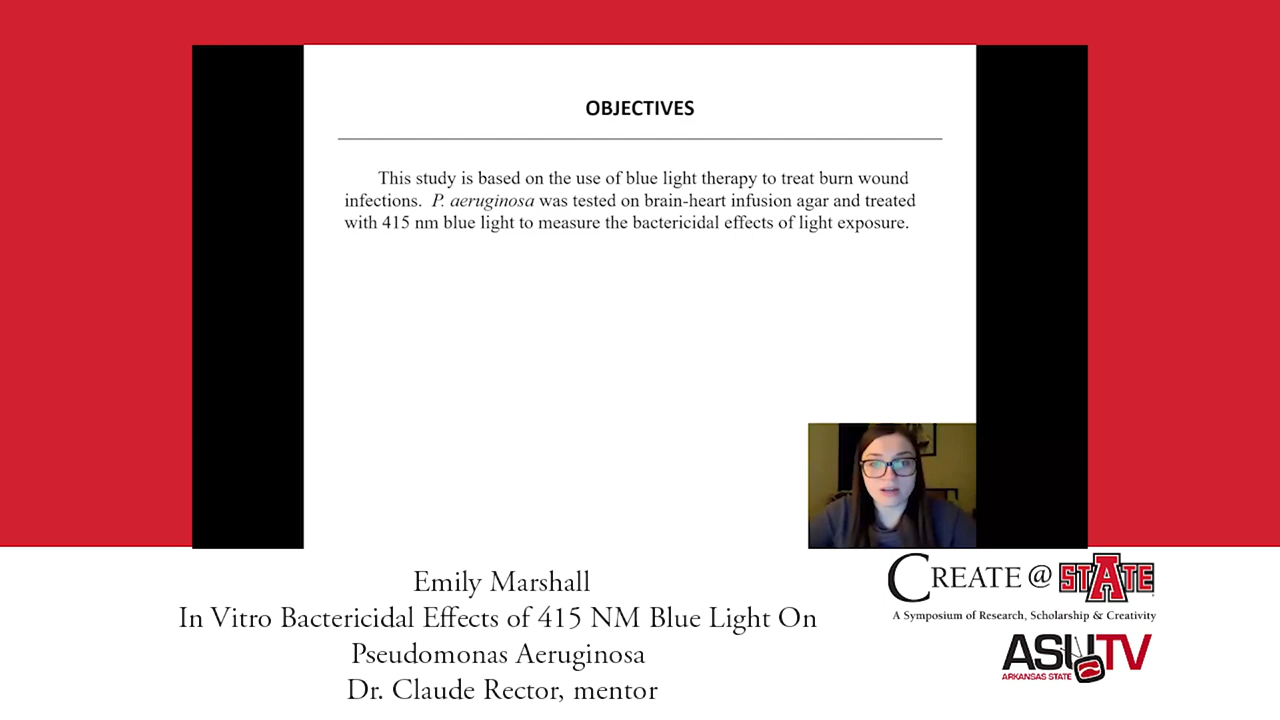 OBJECTIVES
This study is based on the use of blue light therapy to treat burn wound
infections. P. aeruginosa was tested on brain-heart infusion agar and treated
with 415 nm blue light to measure the bactericidal effects of light exposure.
Emily Marshall
In Vitro Bactericidal Effects of 415 NM Blue Light On
Pseudomonas Aeruginosa
Dr. Claude Rector, mentor
CREATE @ STATE
A Symposium of Research, Scholarship & Creativity
ASUTV
ARKANSAS STATE